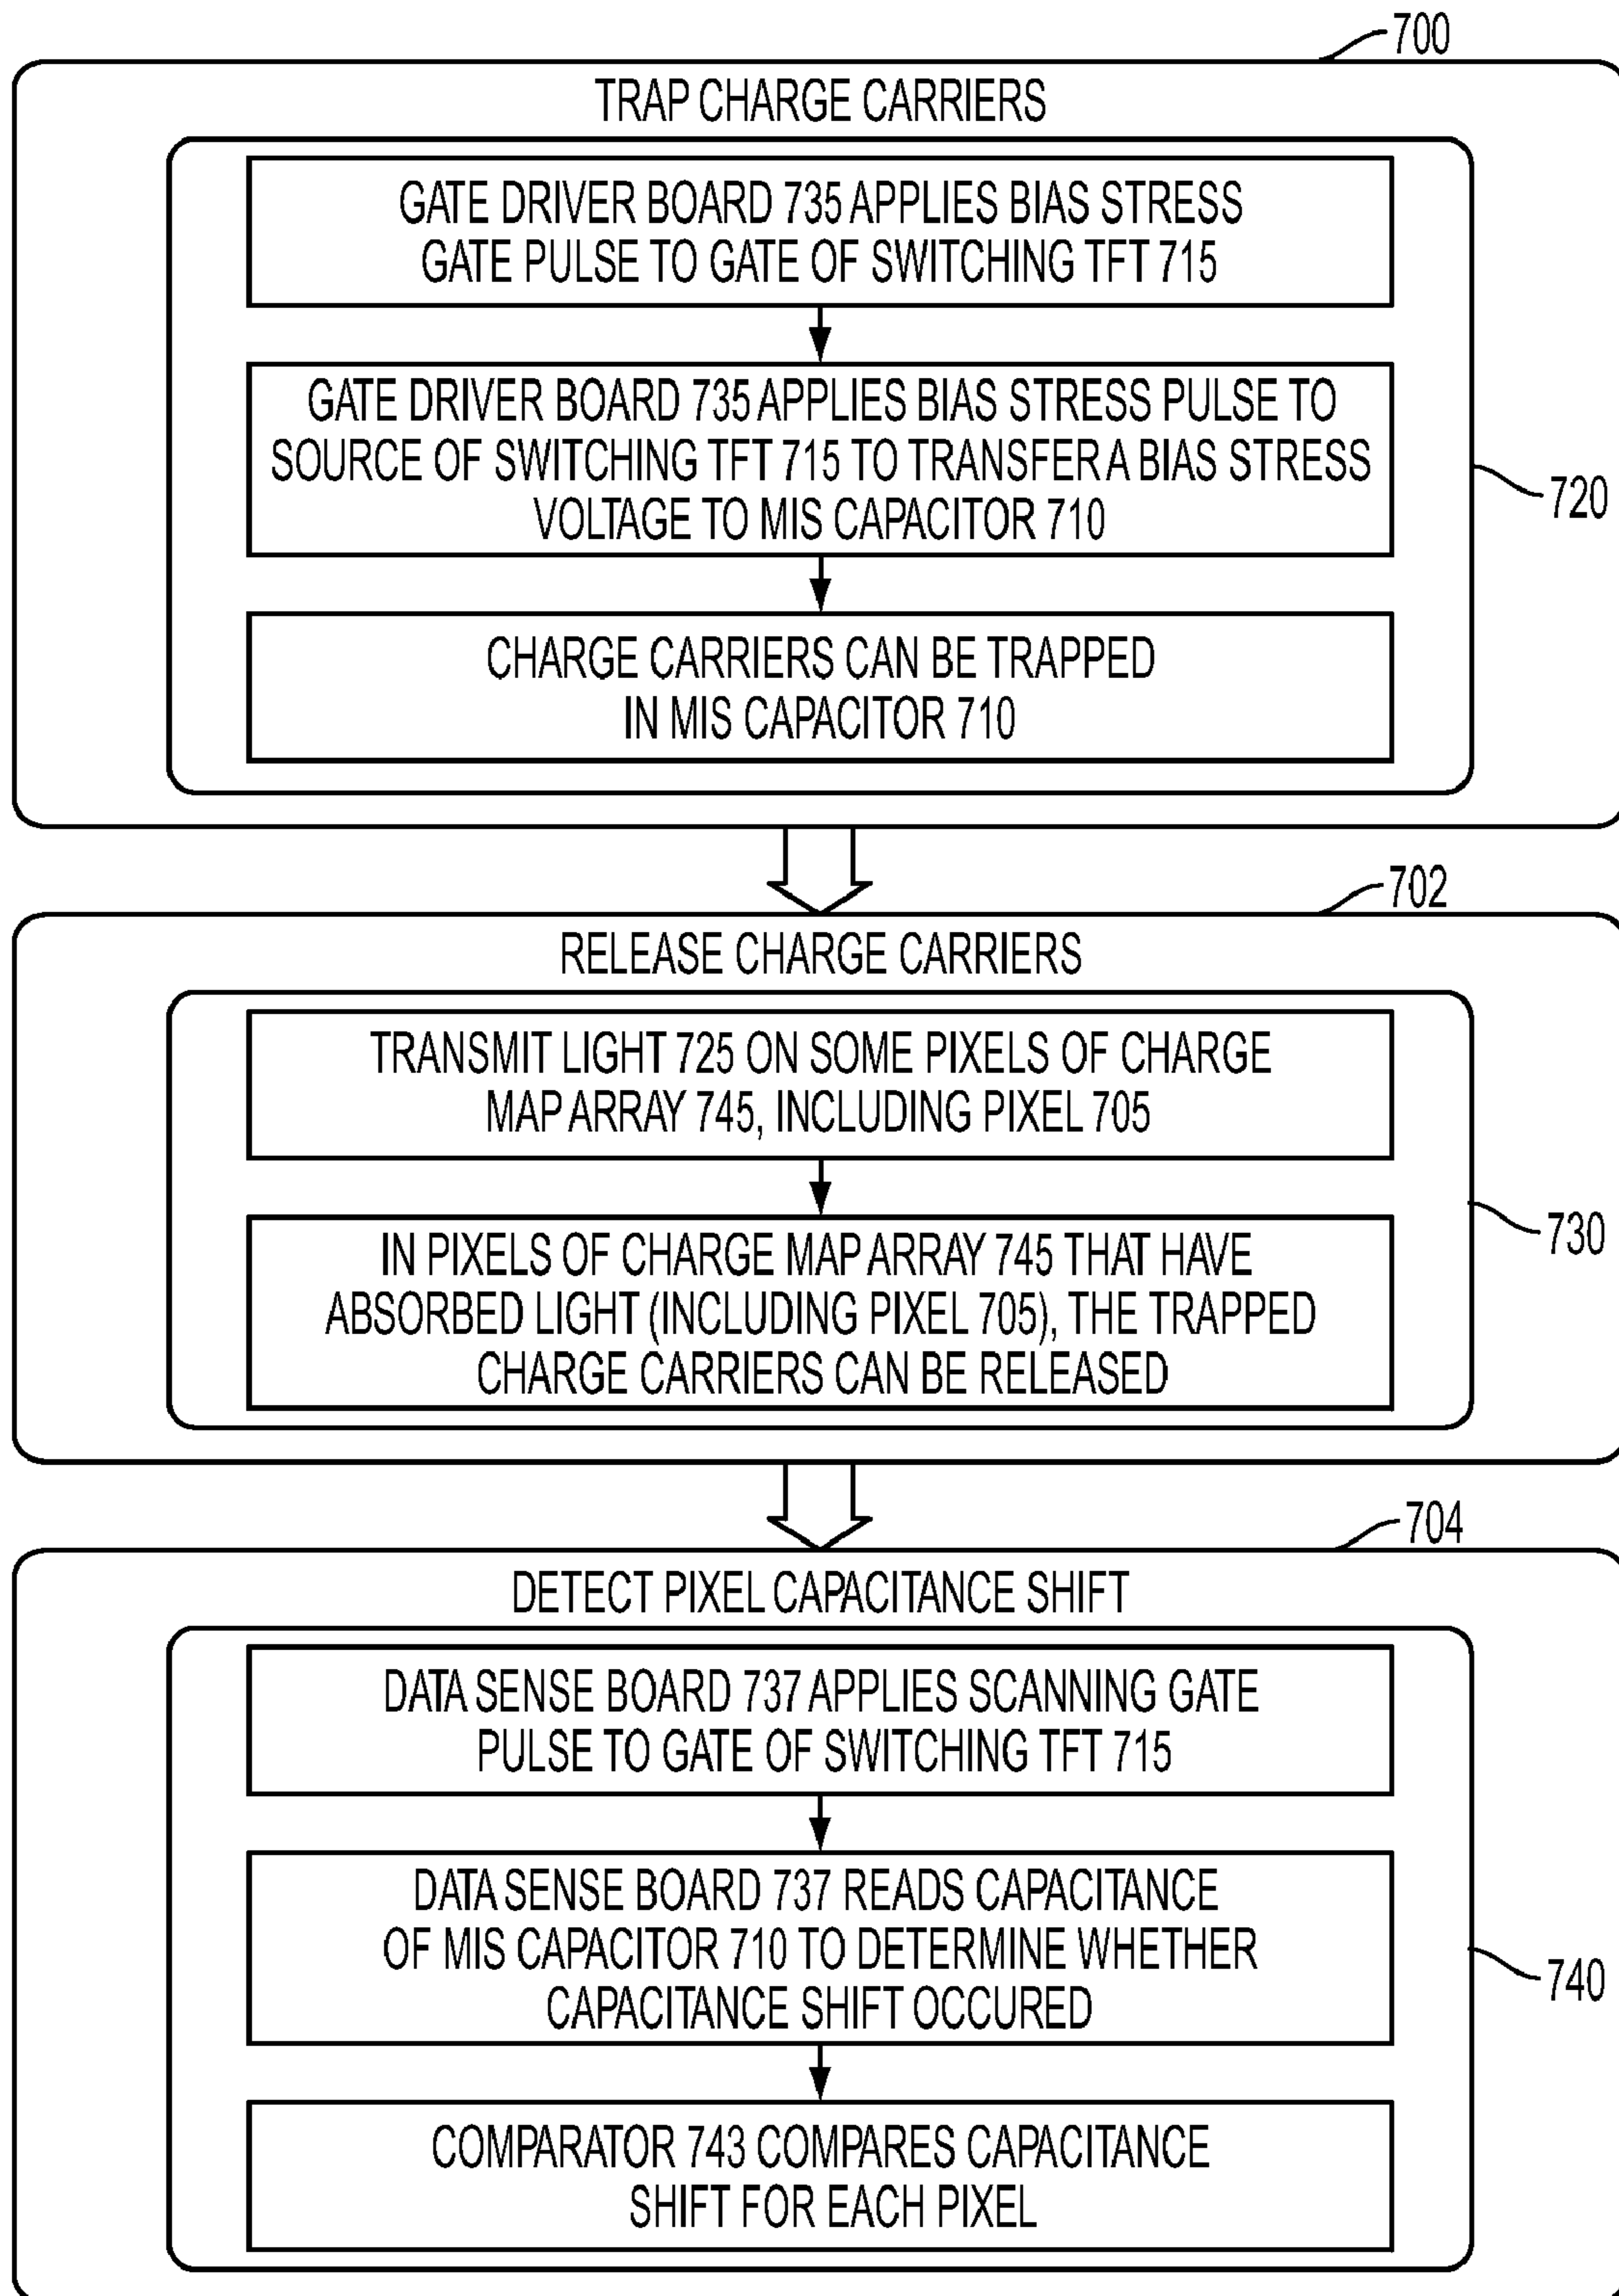 700
TRAP CHARGE CARRIERS
GATE DRIVER BOARD 735 APPLIES BIAS STRESS
GATE PULSE TO GATE OF SWITCHING TFT 715
GATE DRIVER BOARD 735 APPLIES BIAS STRESS PULSE TO
SOURCE OF SWITCHING TFT 715 TO TRANSFER A BIAS STRESS
VOLTAGE TO MIS CAPACITOR 710
720
CHARGE CARRIERS CAN BE TRAPPED
IN MIS CAPACITOR 710
702
RELEASE CHARGE CARRIERS
TRANSMIT LIGHT 725 ON SOME PIXELS OF CHARGE
MAP ARRAY 745, INCLUDING PIXEL 705
730
IN PIXELS OF CHARGE MAP ARRAY 745 THAT HAVE
ABSORBED LIGHT (INCLUDING PIXEL 705), THE TRAPPED
CHARGE CARRIERS CAN BE RELEASED
704
DETECT PIXEL CAPACITANCE SHIFT
DATA SENSE BOARD 737 APPLIES SCANNING GATE
PULSE TO GATE OF SWITCHING TFT 715
DATA SENSE BOARD 737 READS CAPACITANCE
OF MIS CAPACITOR 710 TO DETERMINE WHETHER
CAPACITANCE SHIFT OCCURED
740
COMPARATOR 743 COMPARES CAPACITANCE
SHIFT FOR EACH PIXEL